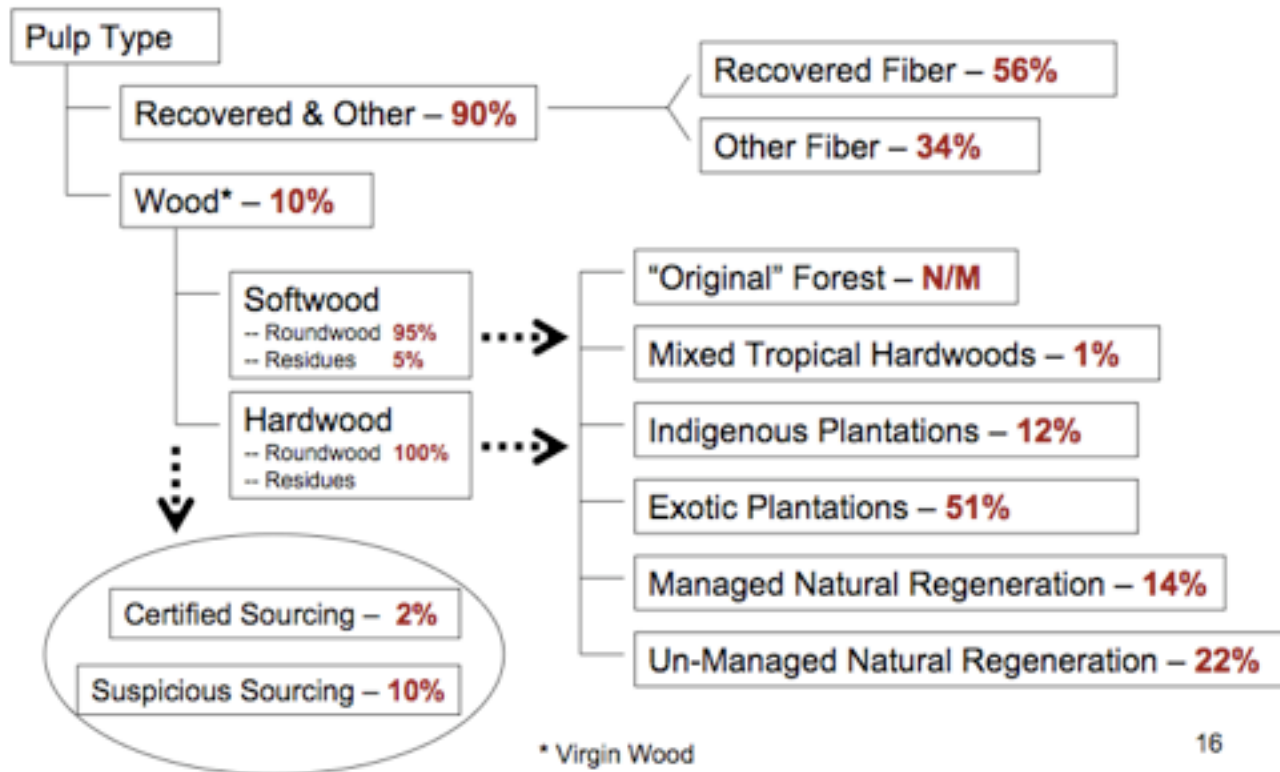 Pulp Type
Recovered & Other – 90%
Recovered Fiber – 56%
Other Fiber – 34%
Wood* – 10%
Softwood
-- Roundwood 95%
-- Residues 5%
Hardwood
-- Roundwood 100%
-- Residues
"Original" Forest – N/M
Mixed Tropical Hardwoods – 1%
Indigenous Plantations – 12%
Exotic Plantations – 51%
Managed Natural Regeneration – 14%
Un-Managed Natural Regeneration – 22%
Certified Sourcing – 2%
Suspicious Sourcing – 10%
* Virgin Wood
16